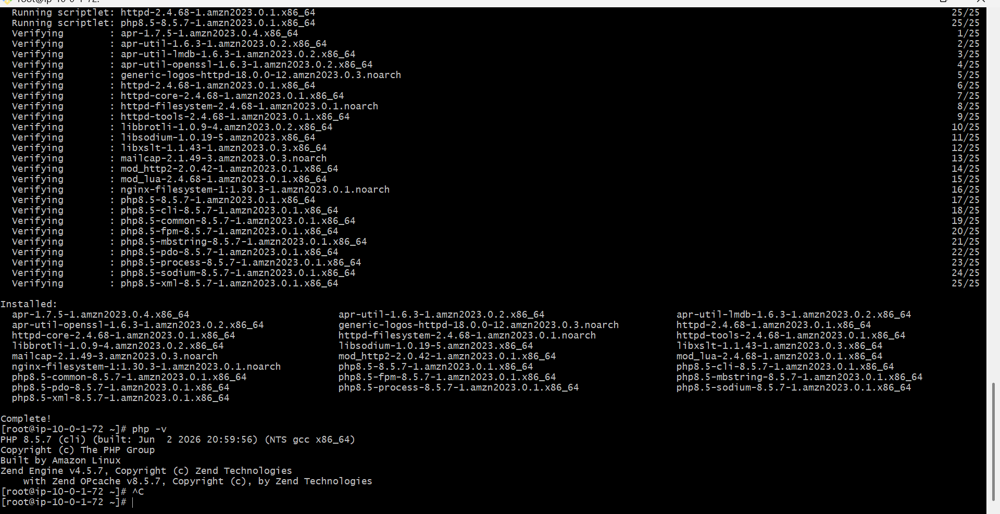 Running scriptlet: httpd-2.4.68-1.amzn2023.0.1.x86_64 25/25
Running scriptlet: php8.5-8.5.7-1.amzn2023.0.1.x86_64 25/25
Verifying : apr-1.7.5-1.amzn2023.0.4.x86_64 1/25
Verifying : apr-util-1.6.3-1.amzn2023.0.2.x86_64 2/25
Verifying : apr-util-lmdb-1.6.3-1.amzn2023.0.2.x86_64 3/25
Verifying : apr-util-openssl-1.6.3-1.amzn2023.0.2.x86_64 4/25
Verifying : generic-logos-httpd-18.0.0-12.amzn2023.0.3.noarch 5/25
Verifying : httpd-2.4.68-1.amzn2023.0.1.x86_64 6/25
Verifying : httpd-core-2.4.68-1.amzn2023.0.1.x86_64 7/25
Verifying : httpd-filesystem-2.4.68-1.amzn2023.0.1.noarch 8/25
Verifying : httpd-tools-2.4.68-1.amzn2023.0.1.x86_64 9/25
Verifying : libbrotli-1.0.9-4.amzn2023.0.2.x86_64 10/25
Verifying : libsodium-1.0.19-5.amzn2023.x86_64 11/25
Verifying : libxslt-1.1.43-1.amzn2023.0.3.x86_64 12/25
Verifying : mailcap-2.1.49-3.amzn2023.0.3.noarch 13/25
Verifying : mod_http2-2.0.42-1.amzn2023.0.1.x86_64 14/25
Verifying : mod_lua-2.4.68-1.amzn2023.0.1.x86_64 15/25
Verifying : nginx-filesystem-1:1.30.3-1.amzn2023.0.1.noarch 16/25
Verifying : php8.5-8.5.7-1.amzn2023.0.1.x86_64 17/25
Verifying : php8.5-cli-8.5.7-1.amzn2023.0.1.x86_64 18/25
Verifying : php8.5-common-8.5.7-1.amzn2023.0.1.x86_64 19/25
Verifying : php8.5-fpm-8.5.7-1.amzn2023.0.1.x86_64 20/25
Verifying : php8.5-mbstring-8.5.7-1.amzn2023.0.1.x86_64 21/25
Verifying : php8.5-pdo-8.5.7-1.amzn2023.0.1.x86_64 22/25
Verifying : php8.5-process-8.5.7-1.amzn2023.0.1.x86_64 23/25
Verifying : php8.5-sodium-8.5.7-1.amzn2023.0.1.x86_64 24/25
Verifying : php8.5-xml-8.5.7-1.amzn2023.0.1.x86_64 25/25
Installed:
apr-1.7.5-1.amzn2023.0.4.x86_64 apr-util-1.6.3-1.amzn2023.0.2.x86_64 apr-util-lmdb-1.6.3-1.amzn2023.0.2.x86_64
apr-util-openssl-1.6.3-1.amzn2023.0.2.x86_64 generic-logos-httpd-18.0.0-12.amzn2023.0.3.noarch httpd-2.4.68-1.amzn2023.0.1.x86_64
httpd-core-2.4.68-1.amzn2023.0.1.x86_64 httpd-filesystem-2.4.68-1.amzn2023.0.1.noarch httpd-tools-2.4.68-1.amzn2023.0.1.x86_64
libbrotli-1.0.9-4.amzn2023.0.2.x86_64 libsodium-1.0.19-5.amzn2023.x86_64 libxslt-1.1.43-1.amzn2023.0.3.x86_64
mailcap-2.1.49-3.amzn2023.0.3.noarch mod_http2-2.0.42-1.amzn2023.0.1.x86_64 mod_lua-2.4.68-1.amzn2023.0.1.x86_64
nginx-filesystem-1:1.30.3-1.amzn2023.0.1.noarch php8.5-8.5.7-1.amzn2023.0.1.x86_64 php8.5-cli-8.5.7-1.amzn2023.0.1.x86_64
php8.5-common-8.5.7-1.amzn2023.0.1.x86_64 php8.5-fpm-8.5.7-1.amzn2023.0.1.x86_64 php8.5-mbstring-8.5.7-1.amzn2023.0.1.x86_64
php8.5-pdo-8.5.7-1.amzn2023.0.1.x86_64 php8.5-process-8.5.7-1.amzn2023.0.1.x86_64 php8.5-sodium-8.5.7-1.amzn2023.0.1.x86_64
php8.5-xml-8.5.7-1.amzn2023.0.1.x86_64
Complete!
[root@ip-10-0-1-72 ~]# php -v
PHP 8.5.7 (cli) (built: Jun  2 2026 20:59:56) (NTS gcc x86_64)
Copyright (c) The PHP Group
Built by Amazon Linux
Zend Engine v4.5.7, Copyright (c) Zend Technologies
with Zend OPcache v8.5.7, Copyright (c), by Zend Technologies
[root@ip-10-0-1-72 ~]# ^C
[root@ip-10-0-1-72 ~]#